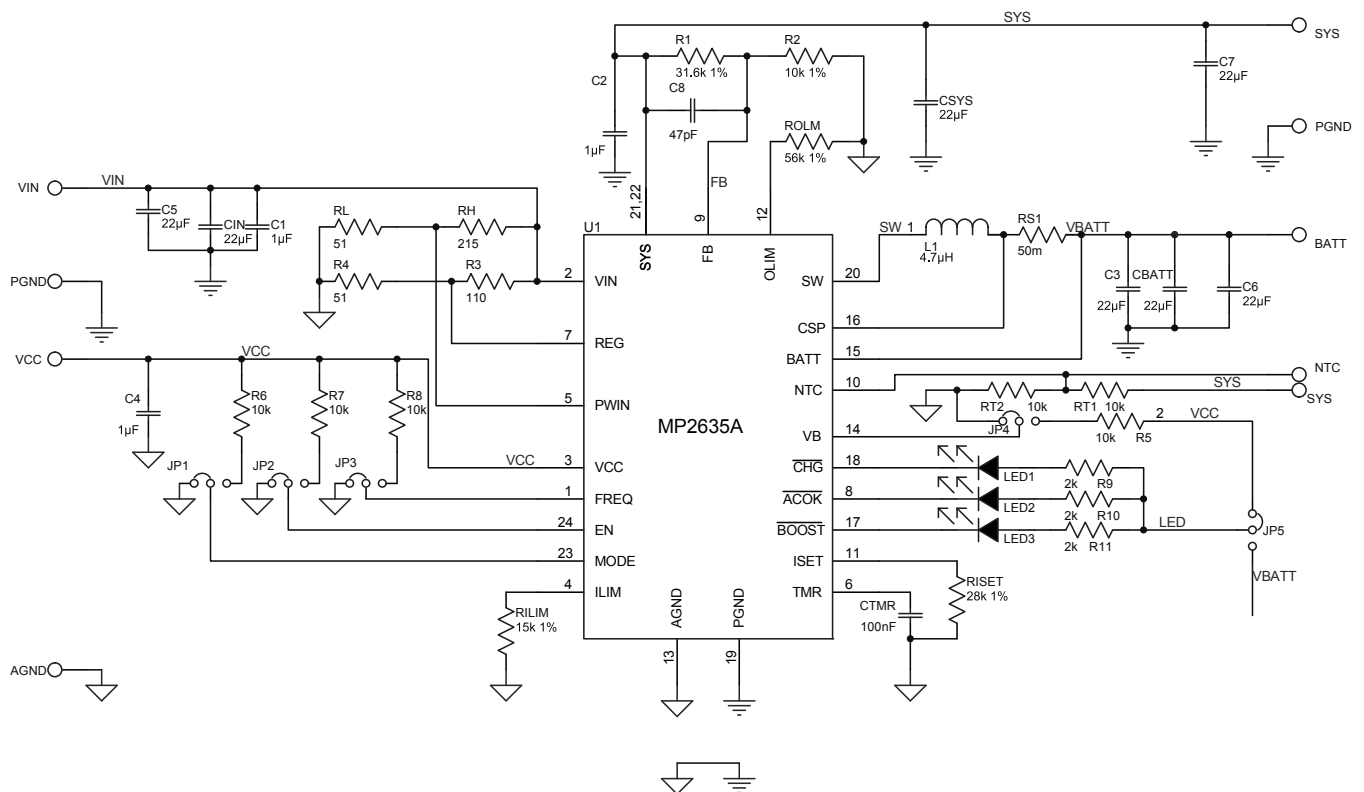 SYS
SYS
R1
31.6k 1%
R2
10k 1%
C2
C8
47pF
1µF
CSYS
22µF
C7
22µF
ROLM
56k 1%
PGND
VIN
VIN
C5
22µF
CIN
22µF
C1
1µF
RL
51
RH
215
R4
51
R3
110
PGND
21,22
9
FB
12
U1
SYS
FB
OLIM
SW 1
L1
4.7µH
RS1
50m
VBATT
BATT
C3
22µF
CBATT
22µF
C6
22µF
2
VIN
SW
20
CSP
16
7
REG
BATT
15
NTC
10
NTC
SYS
SYS
5
PWIN
RT2
10k
RT1
10k
MP2635A
VB
14
JP4
10k
R5
2
VCC
VCC
VCC
C4
1µF
R6
10k
R7
10k
R8
10k
JP1
JP2
JP3
VCC
3
VCC
CHG
18
LED1
2k
R9
1
FREQ
ACOK
8
LED2
2k
R10
24
EN
BOOST
17
LED3
2k
R11
LED
JP5
VBATT
23
MODE
ISET
11
RISET
28k 1%
4
ILIM
RILIM
15k 1%
TMR
6
CTMR
100nF
AGND
PGND
13
19
AGND